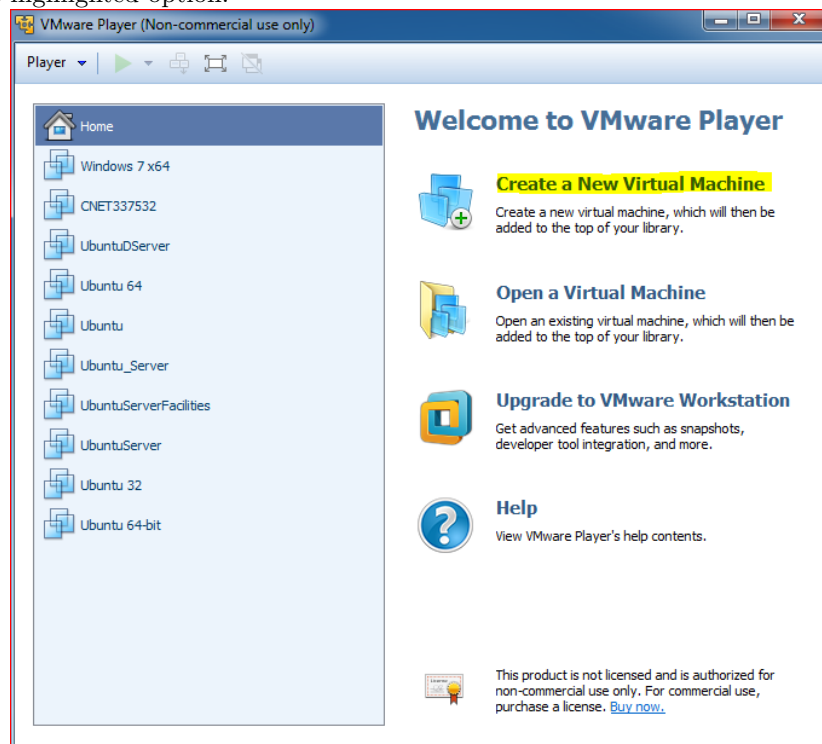 highlighted option.
VMware Player (Non-commercial use only)
Player
Home
Windows 7 x64
CNET337532
UbuntuDServer
Ubuntu 64
Ubuntu
Ubuntu_Server
UbuntuServerFacilities
UbuntuServer
Ubuntu 32
Ubuntu 64-bit
Welcome to VMware Player
Create a New Virtual Machine
Create a new virtual machine, which will then be
added to the top of your library.
Open a Virtual Machine
Open an existing virtual machine, which will then be
added to the top of your library.
Upgrade to VMware Workstation
Get advanced features such as snapshots,
developer tool integration, and more.
Help
View VMware Player's help contents.
This product is not licensed and is authorized for
non-commercial use only. For commercial use,
purchase a license. Buy now.